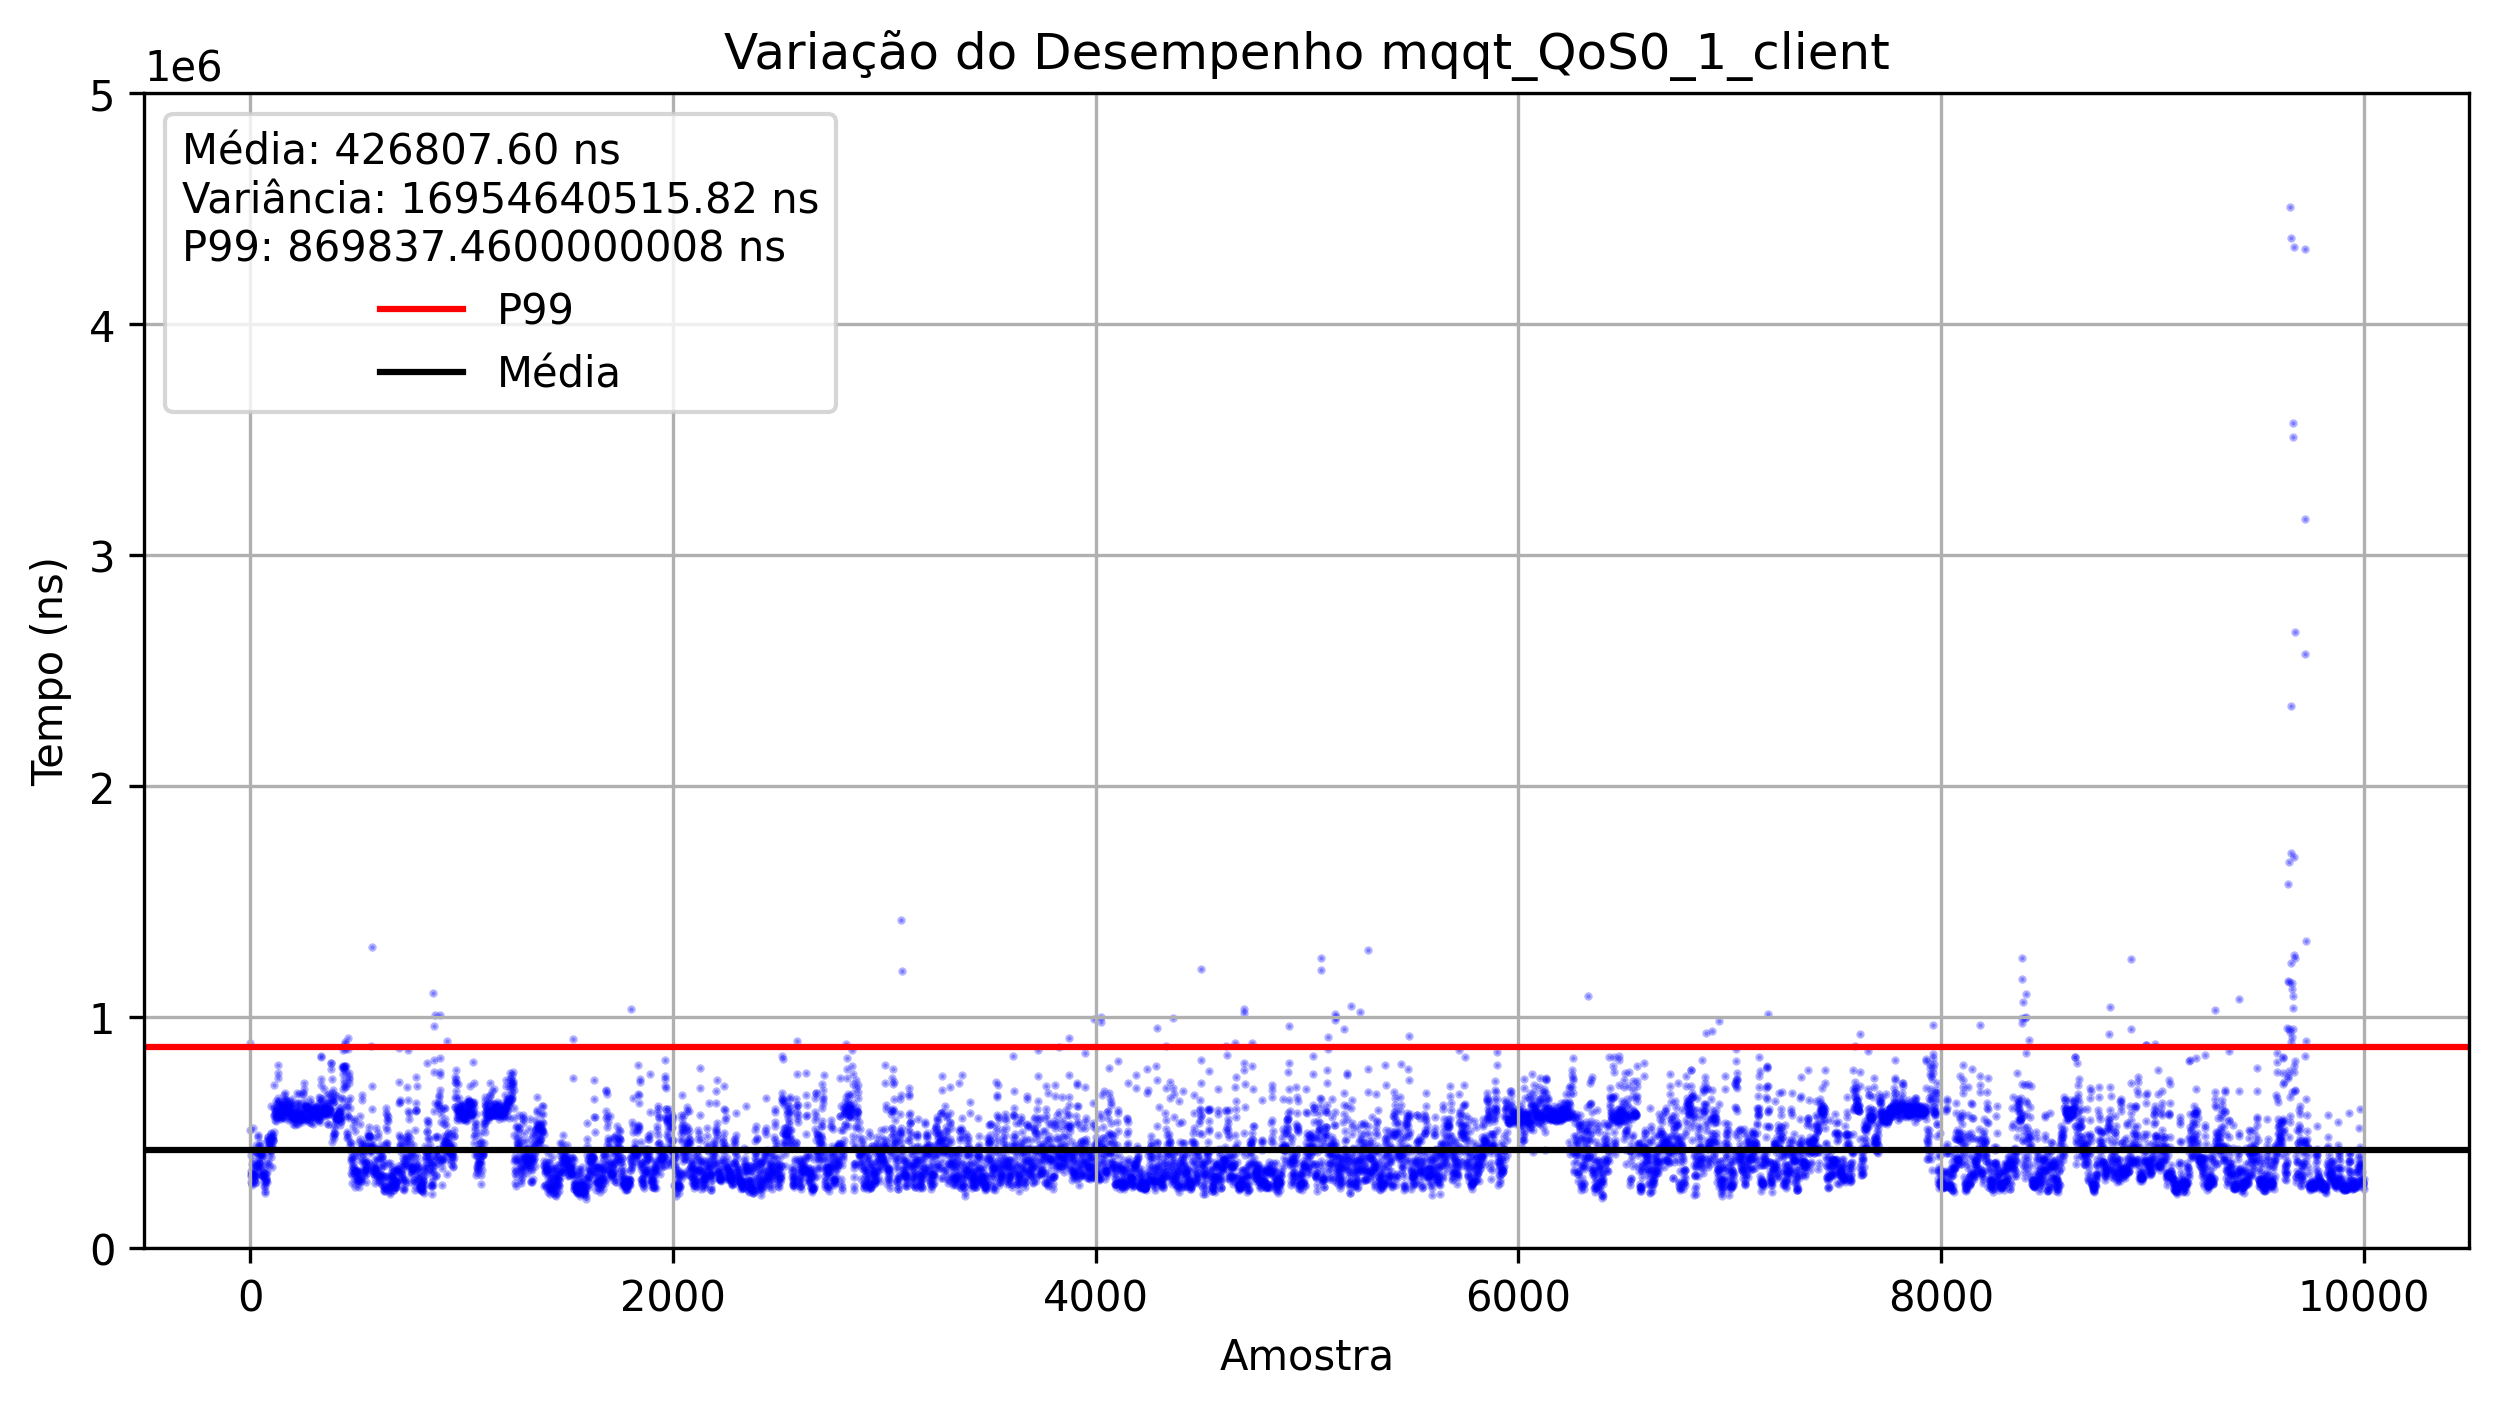 Variação do Desempenho mqqt_QoS0_1_client
1e6
5
Média: 426807.60 ns
Variância: 16954640515.82 ns
P99: 869837.4600000008 ns
P99
Média
4
3
2
1
0
Tempo (ns)
0 2000 4000 6000 8000 10000
Amostra